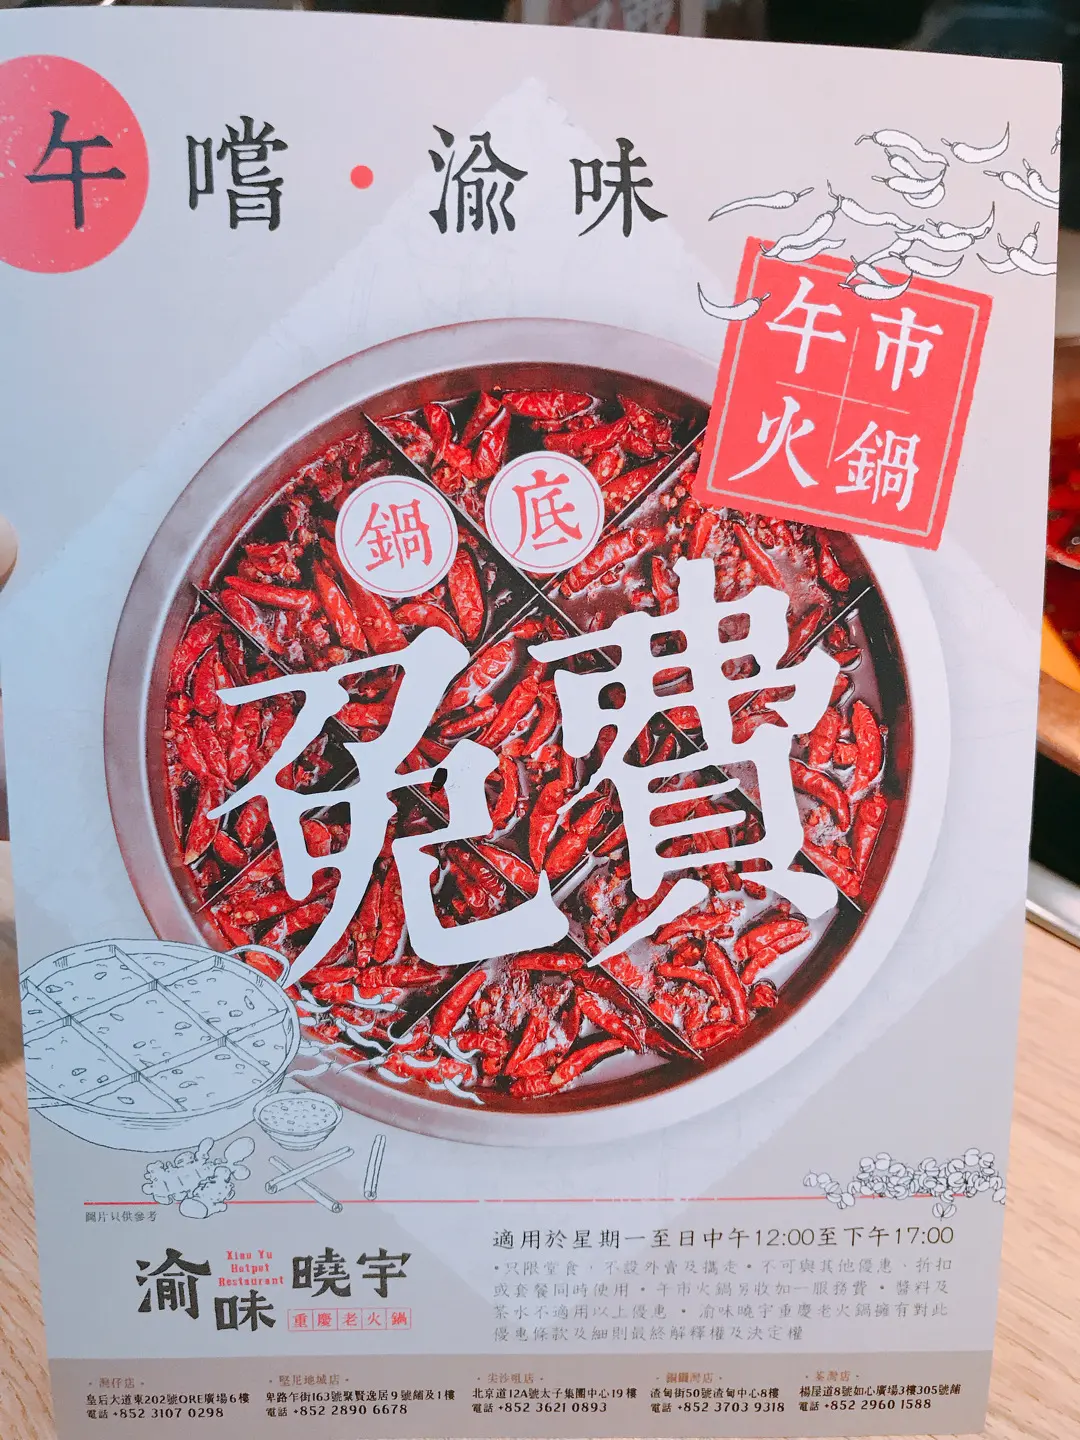 午嚐·渝味
午市
火鍋
鍋底
免費
圖片只供參考
渝味曉宇
Xiao Yu
Hotpot
Restaurant
重慶老火鍋
適用於星期一至日中午12:00至下午17:00
•只限堂食，不設外賣及攜走•不可與其他優惠，折扣
或套餐同時使用•午市火鍋另收加一服務費•醬料及
茶水不適用以上優惠•渝味曉宇重慶老火鍋擁有對此
優惠條款及細則最終解釋權及決定權
·灣仔店·
皇后大道東202號QRE廣場6樓
電話 +852 3107 0298
·堅尼地城店·
卑路乍街163號聚賢逸居9號舖及1樓
電話 +852 2890 6678
·尖沙咀店·
北京道12A號太子集團中心19樓
電話 +852 3621 0893
·銅鑼灣店·
渣甸街50號渣甸中心8樓
電話 +852 3703 9318
·荃灣店·
楊屋道8號如心廣場3樓305號舖
電話 +852 2960 1588